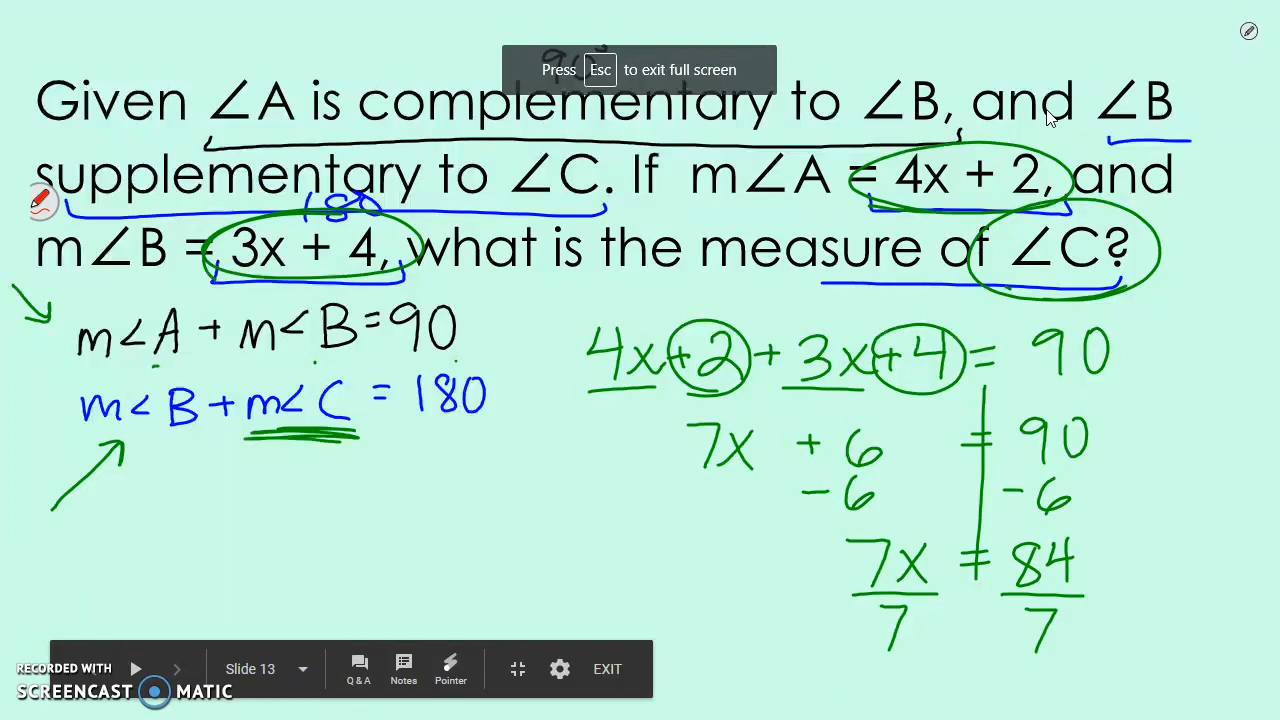 90°
Press Esc to exit full screen
Given ∠A is complementary to ∠B, and ∠B
supplementary to ∠C. If m∠A = 4x + 2, and
180
m∠B = 3x + 4, what is the measure of ∠C?
m∠A + m∠B = 90
m∠B + m∠C = 180
4x + 2 + 3x + 4 = 90
7x + 6 = 90
- 6 - 6
7x = 84
7 7
RECORDED WITH
SCREENCAST MATIC
Slide 13
Q & A
Notes
Pointer
EXIT